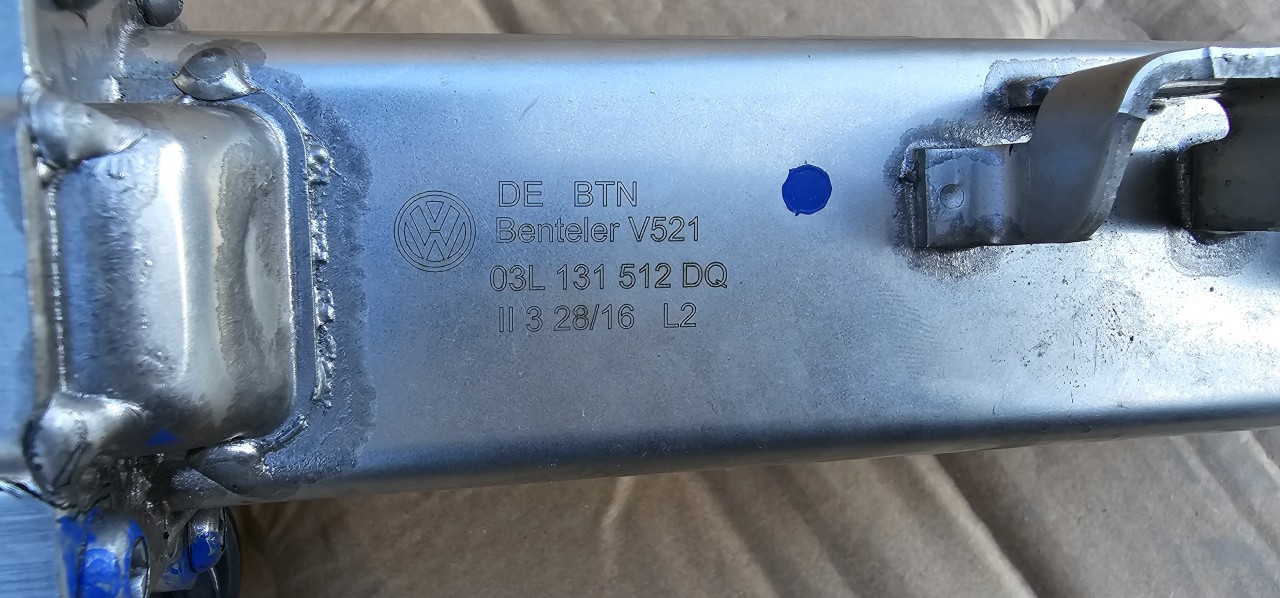 DE BTN
Benteler V521
03L 131 512 DQ
II 3 28/16 L2